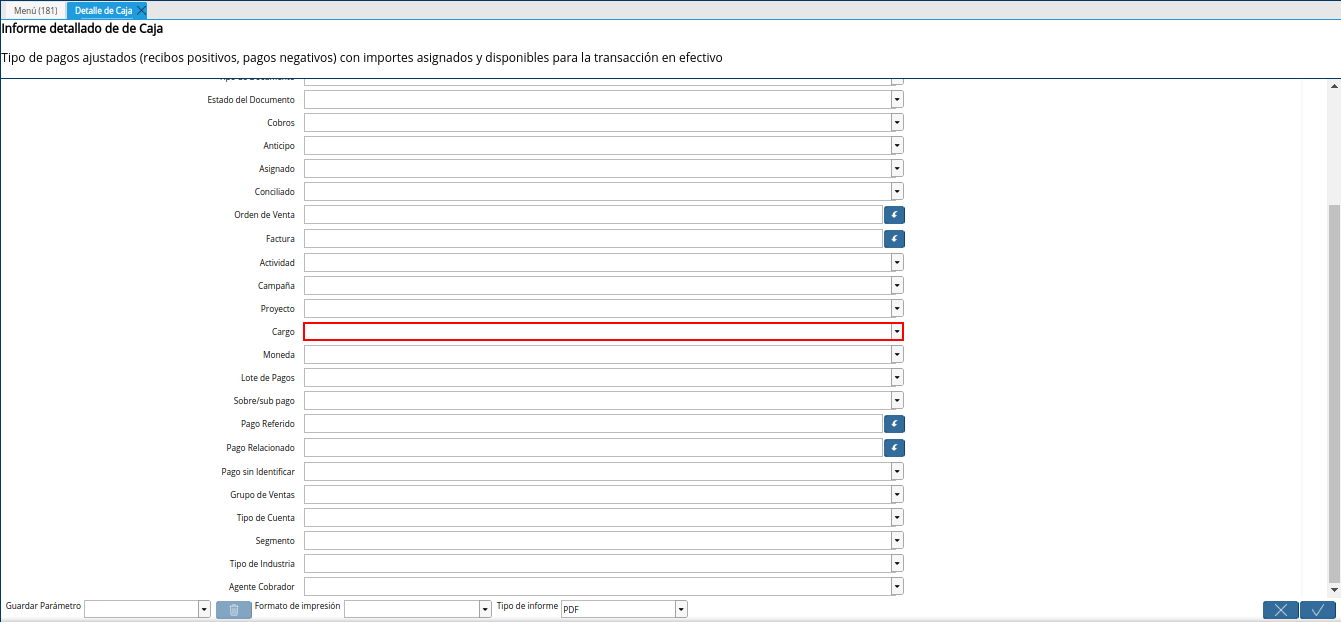 Menú (181)
Detalle de Caja
Informe detallado de de Caja
Tipo de pagos ajustados (recibos positivos, pagos negativos) con importes asignados y disponibles para la transacción en efectivo
Estado del Documento
Cobros
Anticipo
Asignado
Conciliado
Orden de Venta
Factura
Actividad
Campaña
Proyecto
Cargo
Moneda
Lote de Pagos
Sobre/sub pago
Pago Referido
Pago Relacionado
Pago sin Identificar
Grupo de Ventas
Tipo de Cuenta
Segmento
Tipo de Industria
Agente Cobrador
Guardar Parámetro
Formato de impresión
Tipo de informe
PDF